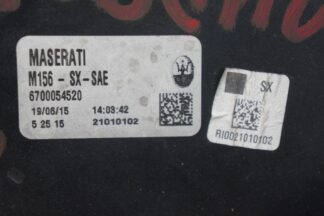 MASERATI
M156 - SX - SAE
6700054520
19/06/15 14:03:42
5 25 15 21010102
SX
RI0021010102